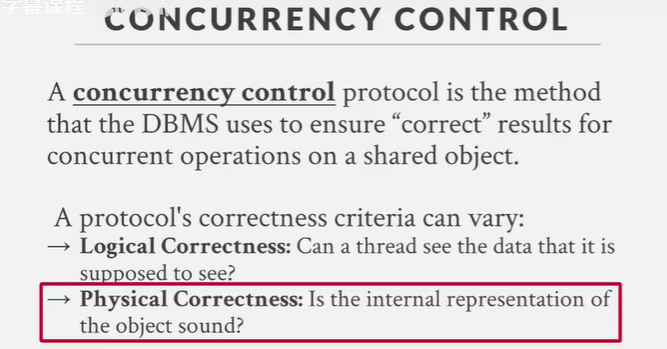 字幕课程
CONCURRENCY CONTROL
A concurrency control protocol is the method
that the DBMS uses to ensure “correct” results for
concurrent operations on a shared object.
A protocol's correctness criteria can vary:
→ Logical Correctness: Can a thread see the data that it is
supposed to see?
→ Physical Correctness: Is the internal representation of
the object sound?